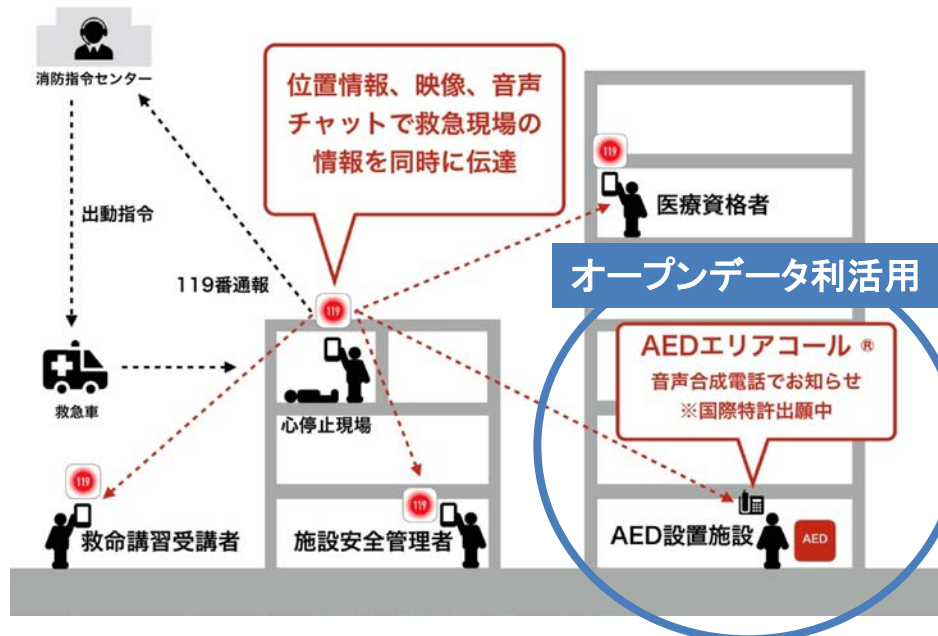 消防指令センター
位置情報、映像、音声
チャットで救急現場の
情報を同時に伝達
119
医療資格者
出動指令
オープンデータ利活用
119番通報
119
AEDエリアコール ®
音声合成電話でお知らせ
※国際特許出願中
救急車
心停止現場
119
救命講習受講者
119
施設安全管理者
AED設置施設
AED